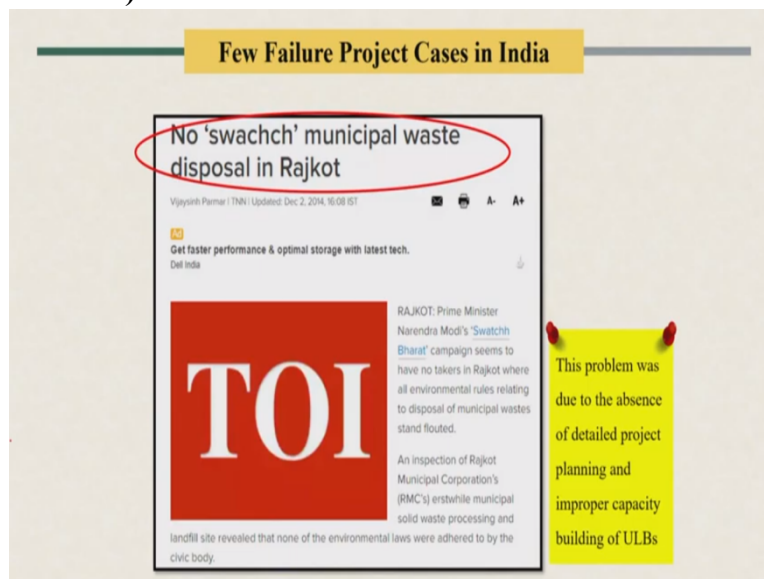 Few Failure Project Cases in India
No 'swachch' municipal waste
disposal in Rajkot
Vijaysinh Parmar | TNN | Updated: Dec 2, 2014, 16:08 IST
A- A+
Ad
Get faster performance & optimal storage with latest tech.
Dell India
TOI
RAJKOT: Prime Minister
Narendra Modi's 'Swatchh
Bharat' campaign seems to
have no takers in Rajkot where
all environmental rules relating
to disposal of municipal wastes
stand flouted.
An inspection of Rajkot
Municipal Corporation's
(RMC's) erstwhile municipal
solid waste processing and
landfill site revealed that none of the environmental laws were adhered to by the
civic body.
This problem was
due to the absence
of detailed project
planning and
improper capacity
building of ULBs